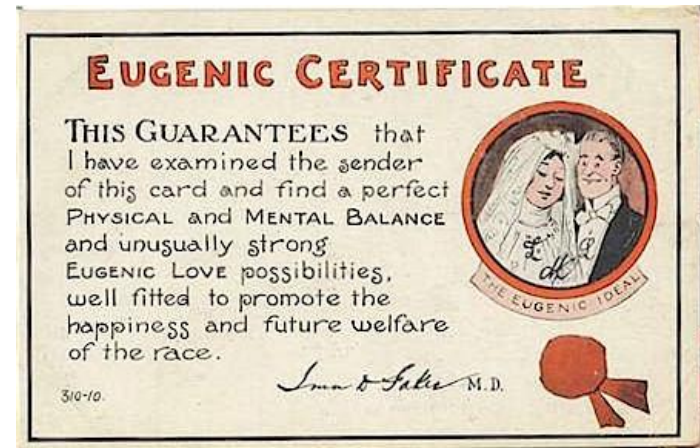 EUGENIC CERTIFICATE
THIS GUARANTEES that
I have examined the sender
of this card and find a perfect
PHYSICAL and MENTAL BALANCE
and unusually strong
EUGENIC LOVE possibilities,
well fitted to promote the
happiness and future welfare
of the race.
THE EUGENIC IDEAL
M.D.
310-10.